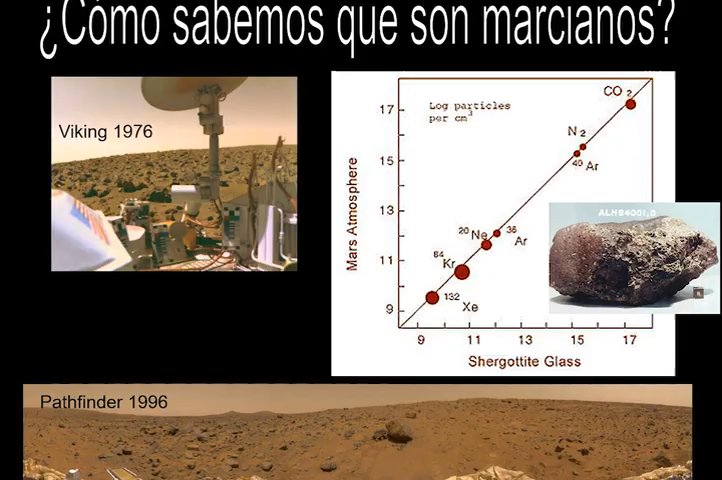 ¿Cómo sabemos que son marcianos?
Viking 1976
Log particles
per cm³
CO₂
N₂
⁴⁰Ar
²⁰Ne
³⁶Ar
⁸⁴Kr
¹³²Xe
Mars Atmosphere
17
15
13
11
9
9 11 13 15 17
Shergottite Glass
ALH84001,0
Pathfinder 1996